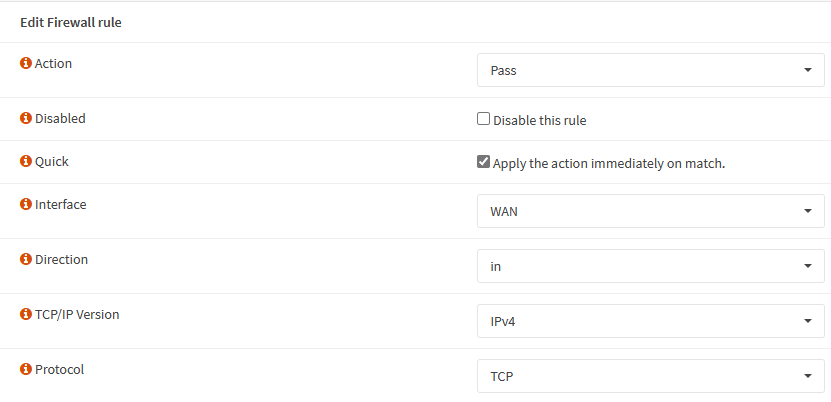 Edit Firewall rule
Action
Pass
Disabled
Disable this rule
Quick
Apply the action immediately on match.
Interface
WAN
Direction
in
TCP/IP Version
IPv4
Protocol
TCP